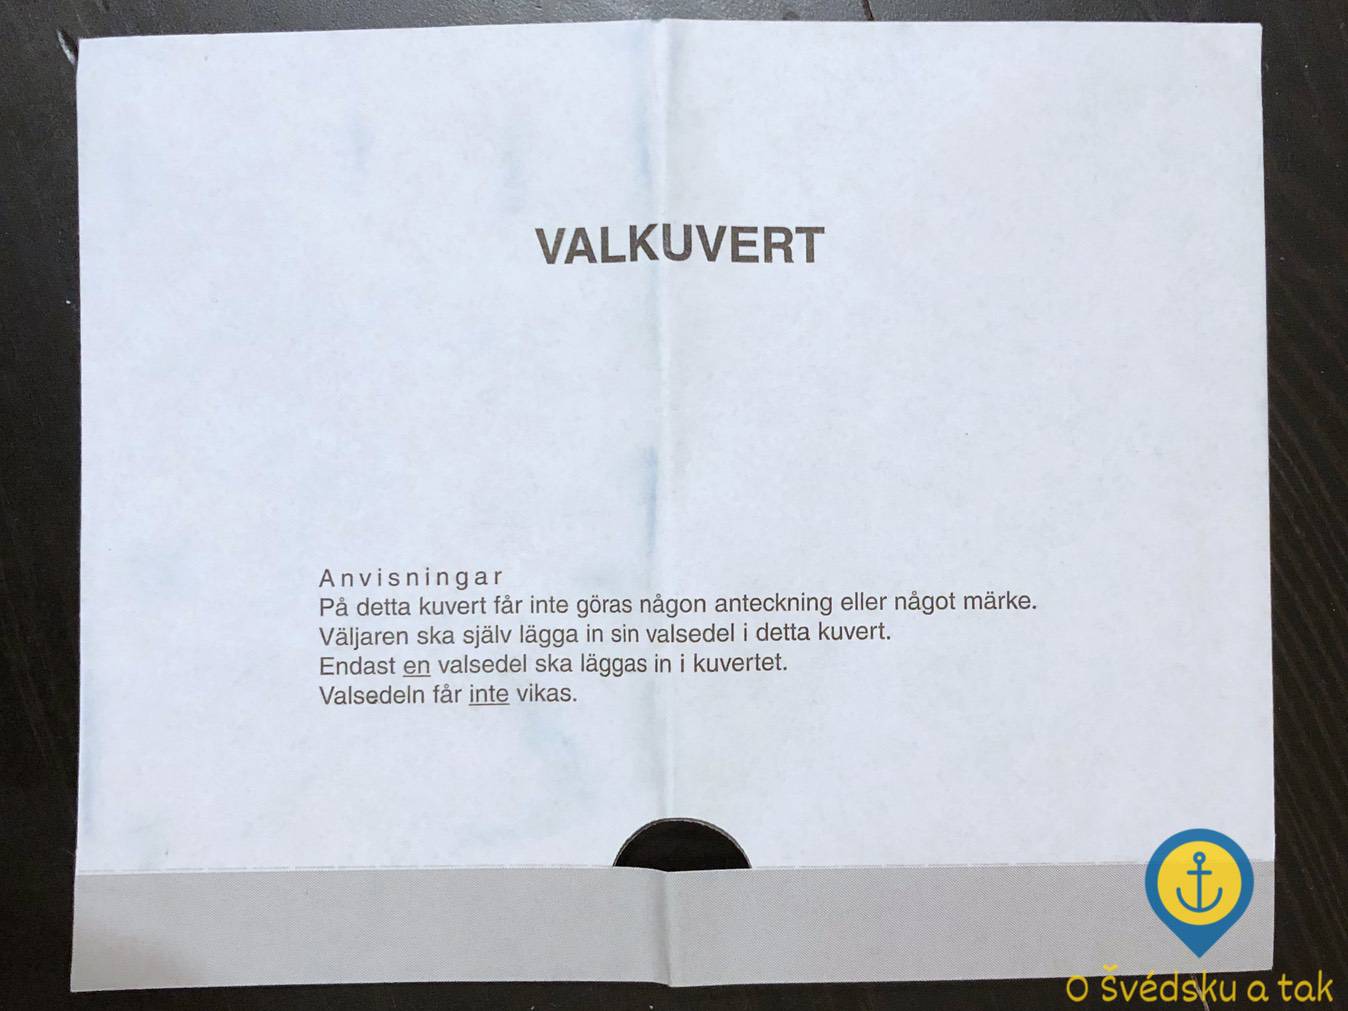 VALKUVERT
Anvisningar
På detta kuvert får inte göras någon anteckning eller något märke.
Väljaren ska själv lägga in sin valsedel i detta kuvert.
Endast en valsedel ska läggas in i kuvertet.
Valsedeln får inte vikas.
O Švédsku a tak